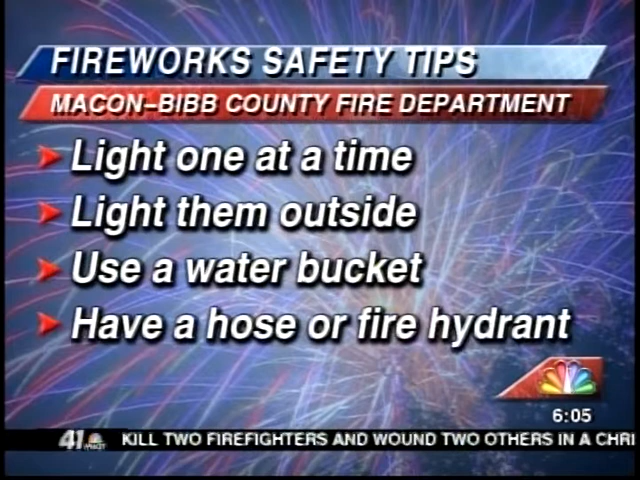 FIREWORKS SAFETY TIPS
MACON-BIBB COUNTY FIRE DEPARTMENT
Light one at a time
Light them outside
Use a water bucket
Have a hose or fire hydrant
6:05
41 KILL TWO FIREFIGHTERS AND WOUND TWO OTHERS IN A CHRI